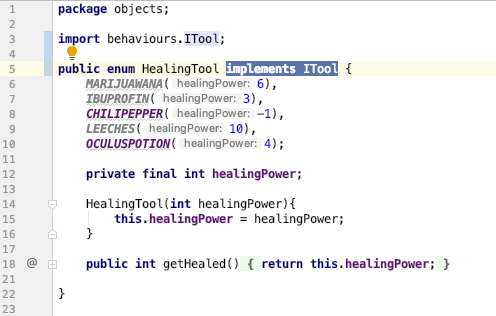 1 package objects;
2
3 import behaviours.ITool;
4
5 public enum HealingTool implements ITool {
6 MARIJUAWANA( healingPower: 6),
7 IBUPROFIN( healingPower: 3),
8 CHILIPEPPER( healingPower: -1),
9 LEECHES( healingPower: 10),
10 OCULUSPOTION( healingPower: 4);
11
12 private final int healingPower;
13
14 HealingTool(int healingPower){
15 this.healingPower = healingPower;
16 }
17
18 @ public int getHealed() { return this.healingPower; }
21
22 }
23